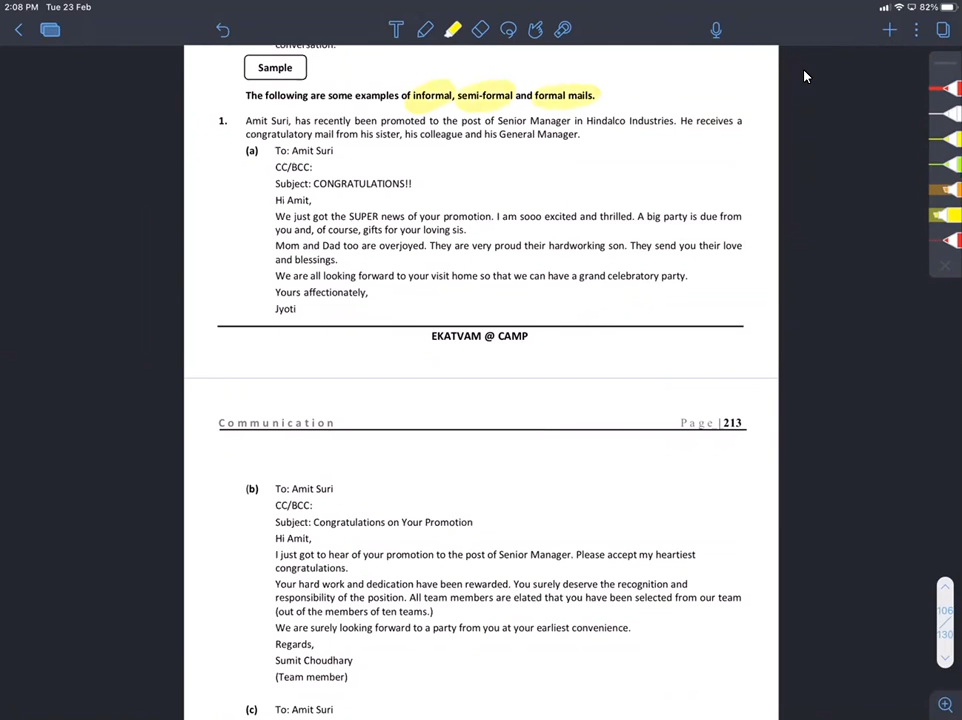 2:08 PM Tue 23 Feb
82%
conversation.
Sample
The following are some examples of informal, semi-formal and formal mails.
1. Amit Suri, has recently been promoted to the post of Senior Manager in Hindalco Industries. He receives a
congratulatory mail from his sister, his colleague and his General Manager.
(a) To: Amit Suri
CC/BCC:
Subject: CONGRATULATIONS!!
Hi Amit,
We just got the SUPER news of your promotion. I am sooo excited and thrilled. A big party is due from
you and, of course, gifts for your loving sis.
Mom and Dad too are overjoyed. They are very proud their hardworking son. They send you their love
and blessings.
We are all looking forward to your visit home so that we can have a grand celebratory party.
Yours affectionately,
Jyoti
EKATVAM @ CAMP
Communication Page |213
(b) To: Amit Suri
CC/BCC:
Subject: Congratulations on Your Promotion
Hi Amit,
I just got to hear of your promotion to the post of Senior Manager. Please accept my heartiest
congratulations.
Your hard work and dedication have been rewarded. You surely deserve the recognition and
responsibility of the position. All team members are elated that you have been selected from our team
(out of the members of ten teams.)
We are surely looking forward to a party from you at your earliest convenience.
Regards,
Sumit Choudhary
(Team member)
(c) To: Amit Suri
106
/
130